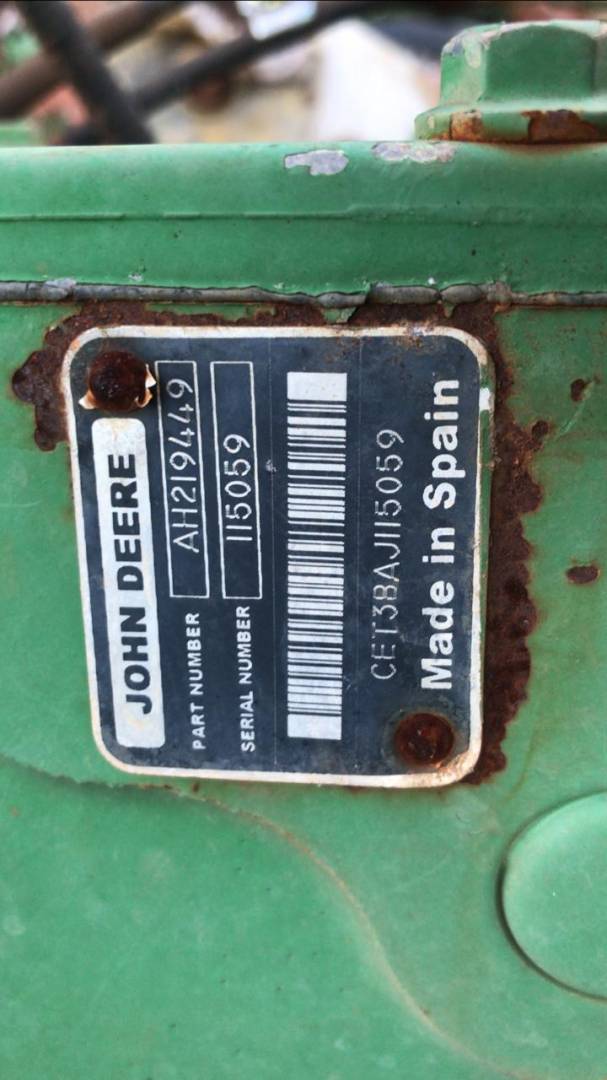 JOHN DEERE
PART NUMBER AH219449
SERIAL NUMBER 115059
CET3BAJ115059
Made in Spain